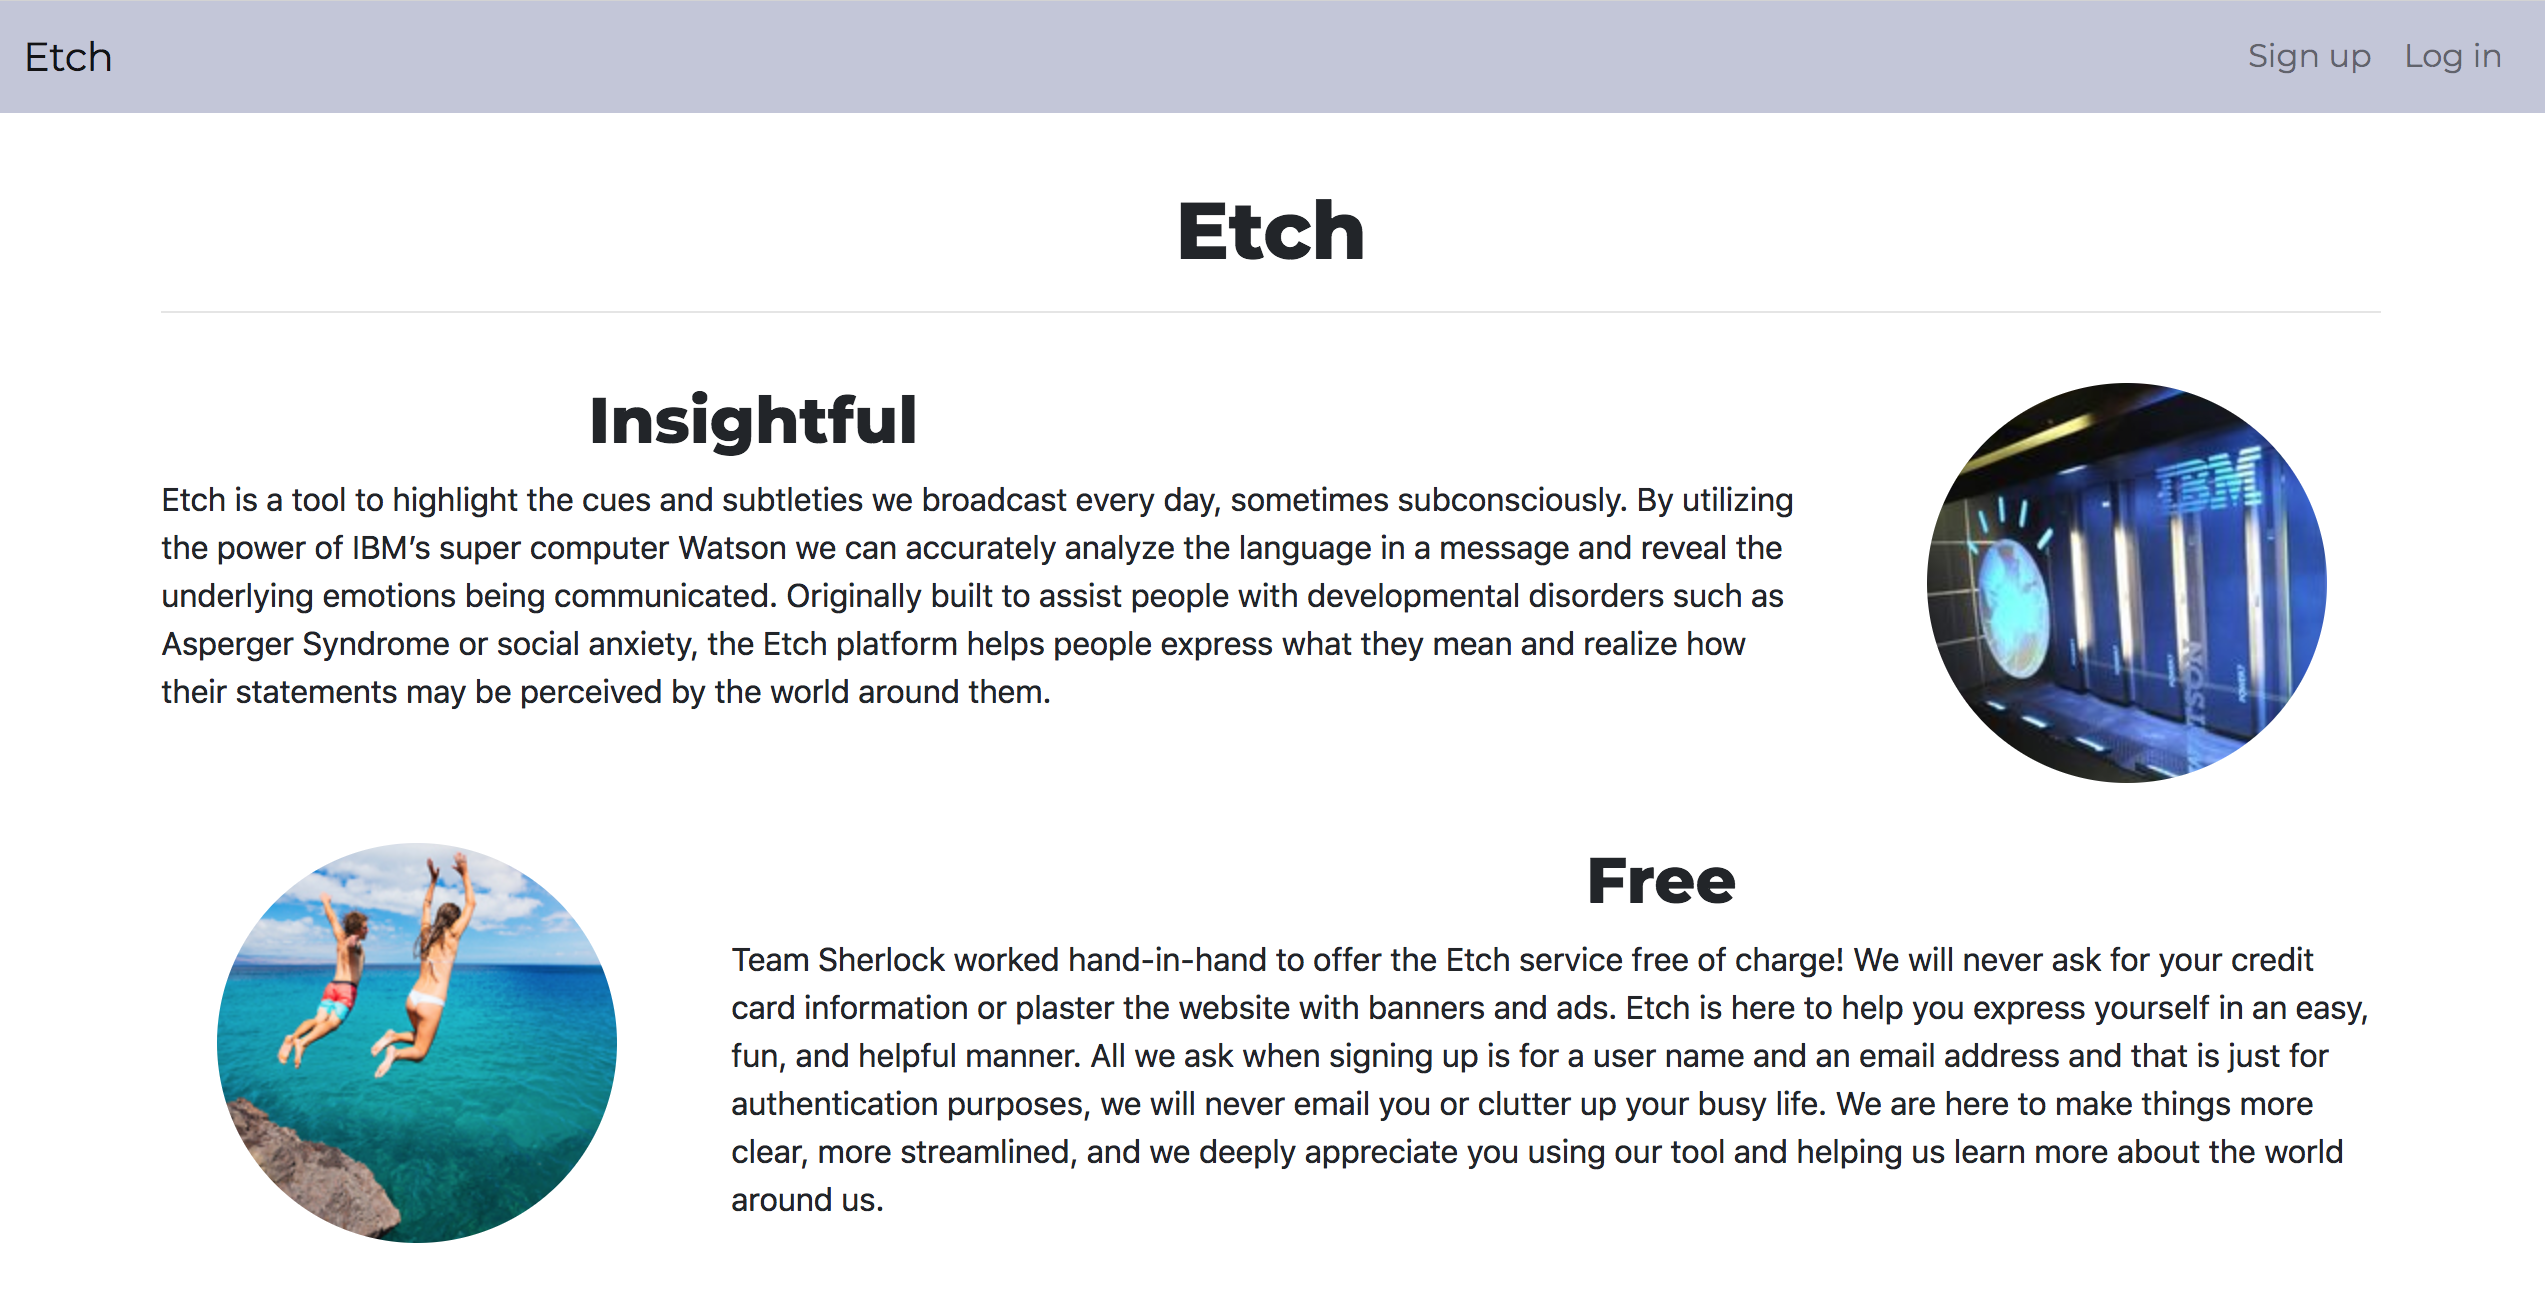 Etch
Sign up Log in
Etch
Insightful
Etch is a tool to highlight the cues and subtleties we broadcast every day, sometimes subconsciously. By utilizing
the power of IBM’s super computer Watson we can accurately analyze the language in a message and reveal the
underlying emotions being communicated. Originally built to assist people with developmental disorders such as
Asperger Syndrome or social anxiety, the Etch platform helps people express what they mean and realize how
their statements may be perceived by the world around them.
IBM
WATSON
Free
Team Sherlock worked hand-in-hand to offer the Etch service free of charge! We will never ask for your credit
card information or plaster the website with banners and ads. Etch is here to help you express yourself in an easy,
fun, and helpful manner. All we ask when signing up is for a user name and an email address and that is just for
authentication purposes, we will never email you or clutter up your busy life. We are here to make things more
clear, more streamlined, and we deeply appreciate you using our tool and helping us learn more about the world
around us.